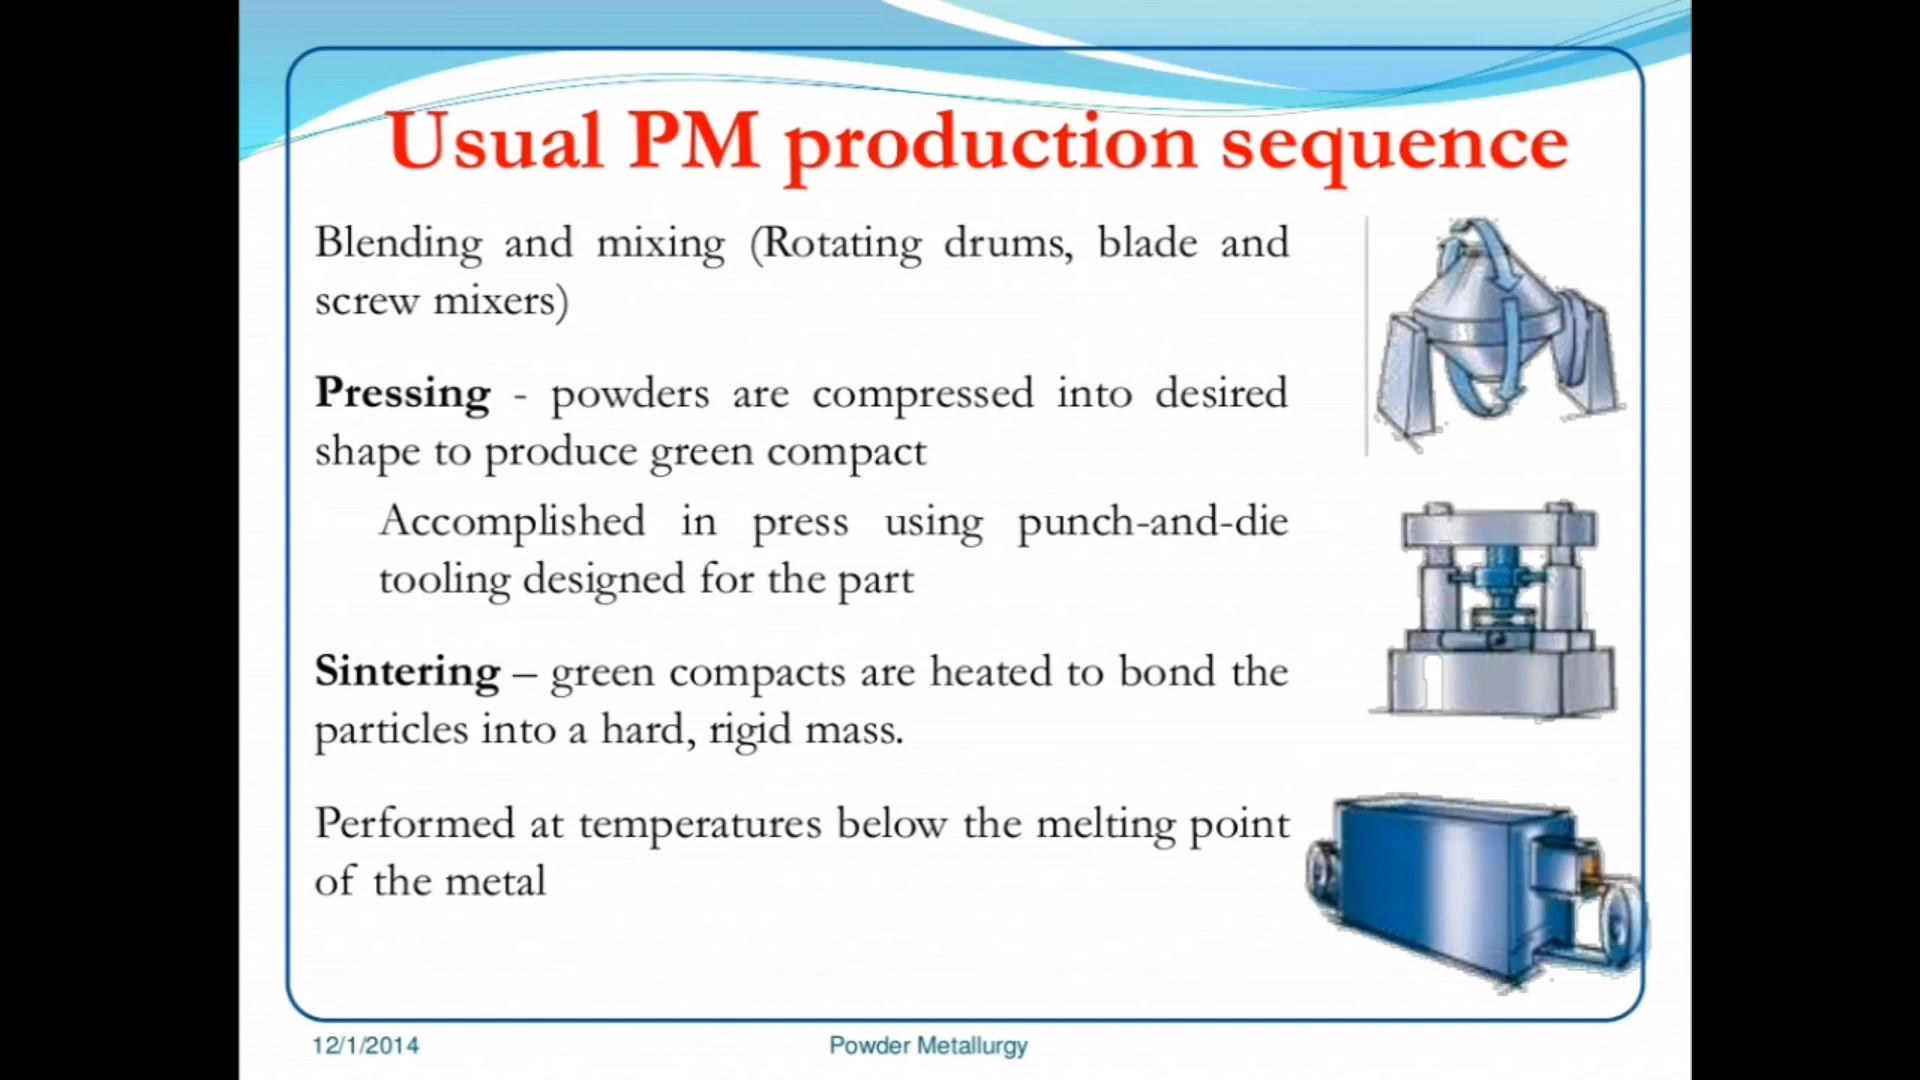 Usual PM production sequence
Blending and mixing (Rotating drums, blade and
screw mixers)
Pressing - powders are compressed into desired
shape to produce green compact
Accomplished in press using punch-and-die
tooling designed for the part
Sintering – green compacts are heated to bond the
particles into a hard, rigid mass.
Performed at temperatures below the melting point
of the metal
12/1/2014
Powder Metallurgy